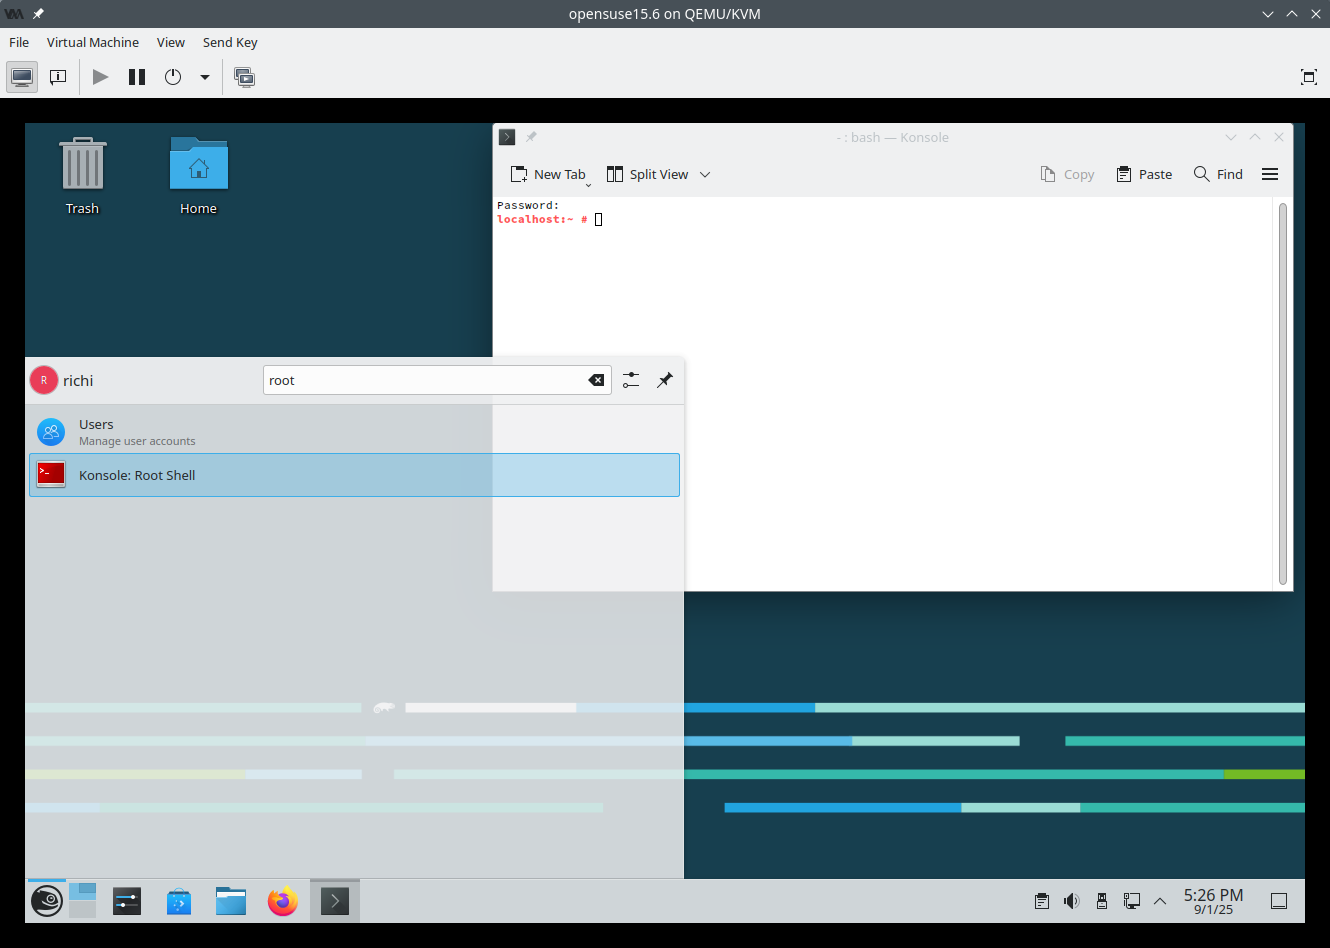 opensuse15.6 on QEMU/KVM
File Virtual Machine View Send Key
Trash
Home
- : bash — Konsole
New Tab Split View Copy Paste Find
Password:
localhost:~ #
R richi root
Users
Manage user accounts
>_ Konsole: Root Shell
5:26 PM
9/1/25